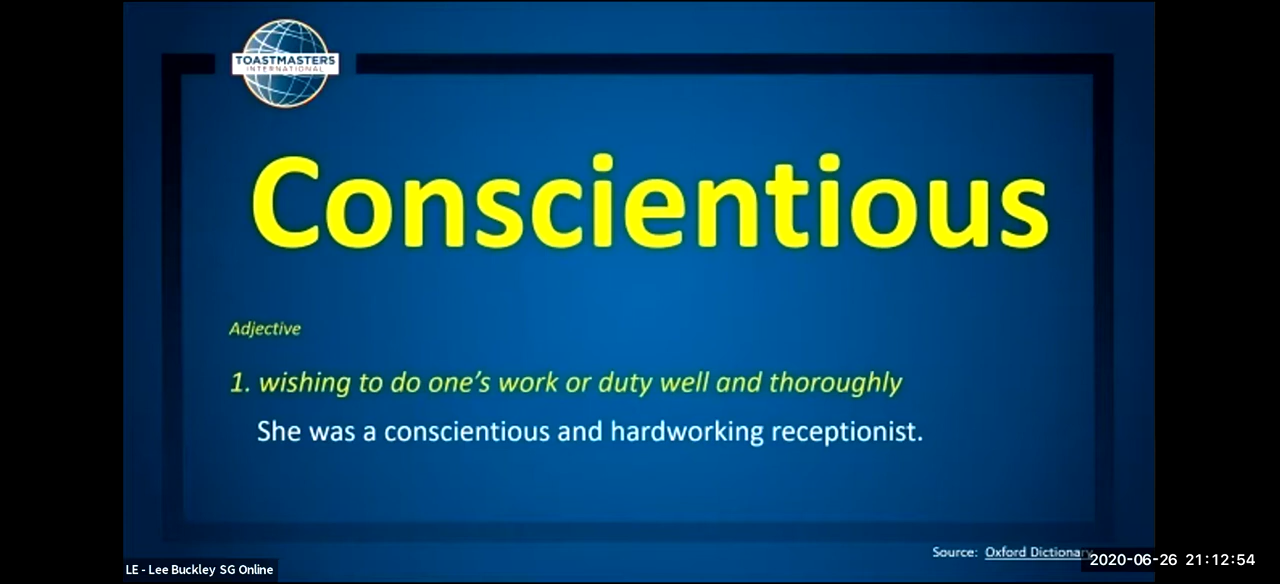 TOASTMASTERS
INTERNATIONAL
Conscientious
Adjective
1. wishing to do one's work or duty well and thoroughly
She was a conscientious and hardworking receptionist.
Source: Oxford Dictionary
LE - Lee Buckley SG Online
2020-06-26 21:12:54